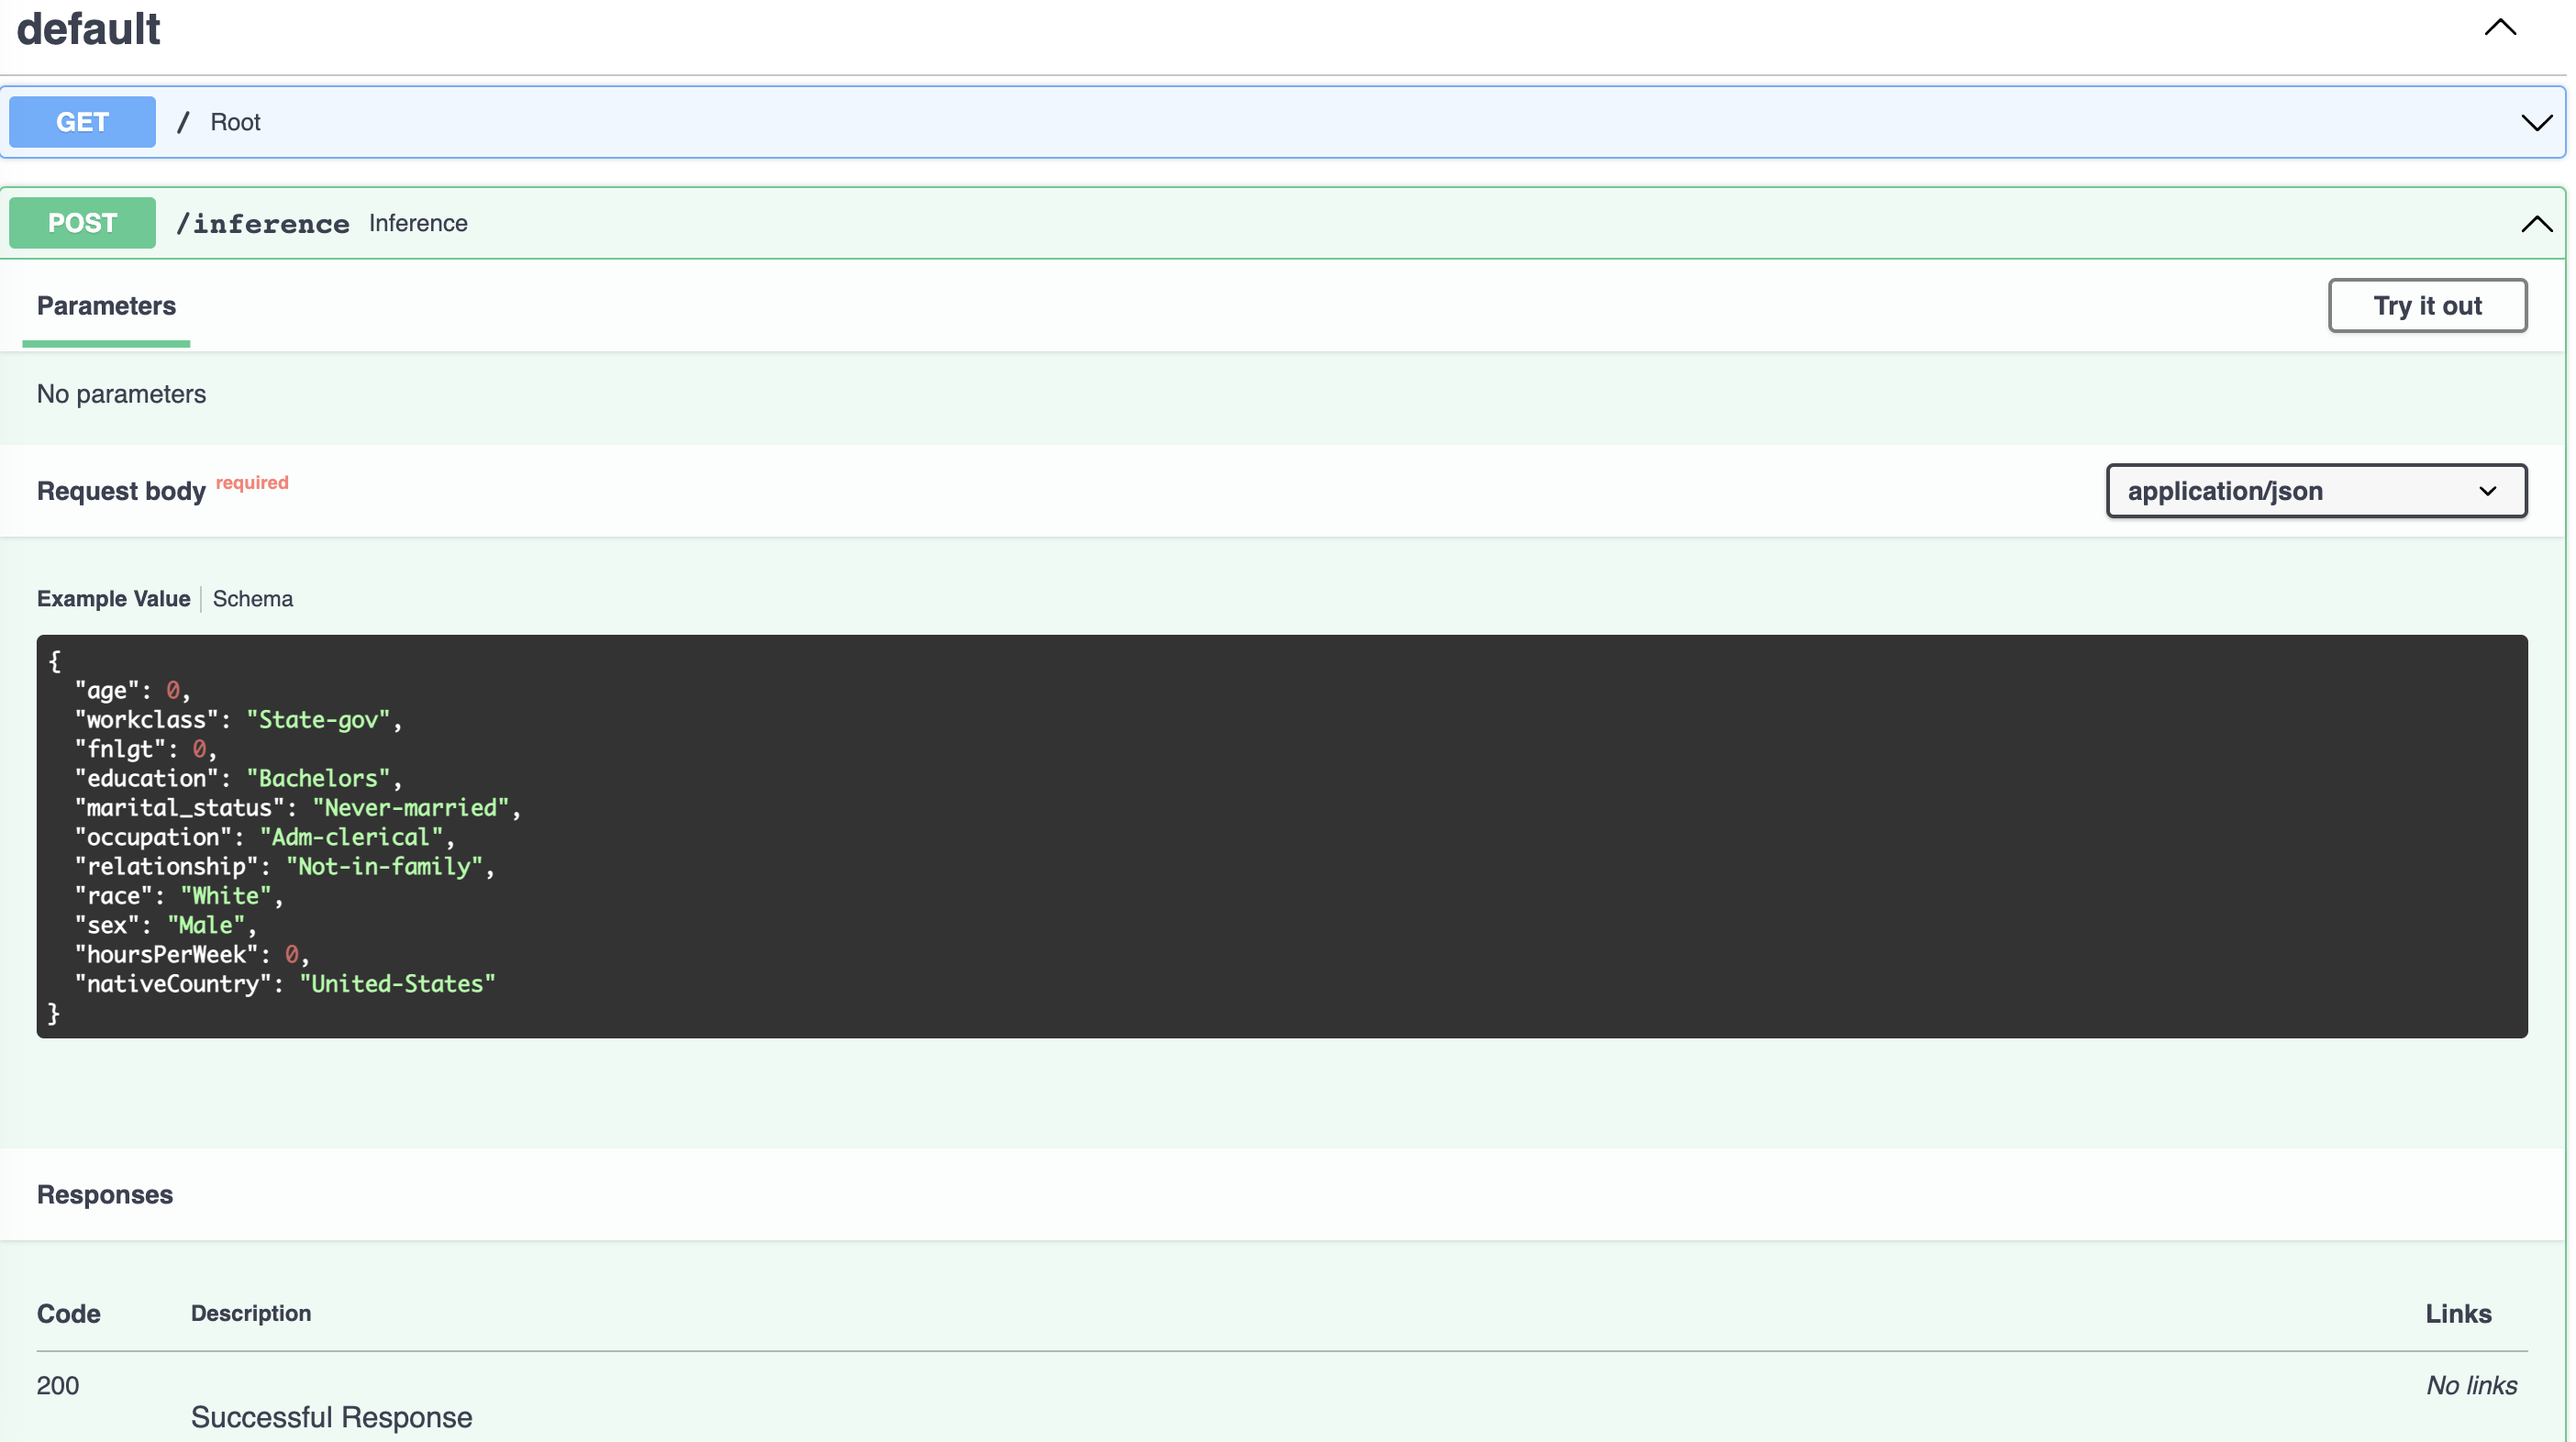 default
GET / Root
POST /inference Inference
Parameters
Try it out
No parameters
Request body required
application/json
Example Value Schema
{
"age": 0,
"workclass": "State-gov",
"fnlgt": 0,
"education": "Bachelors",
"marital_status": "Never-married",
"occupation": "Adm-clerical",
"relationship": "Not-in-family",
"race": "White",
"sex": "Male",
"hoursPerWeek": 0,
"nativeCountry": "United-States"
}
Responses
Code Description Links
200 No links
Successful Response